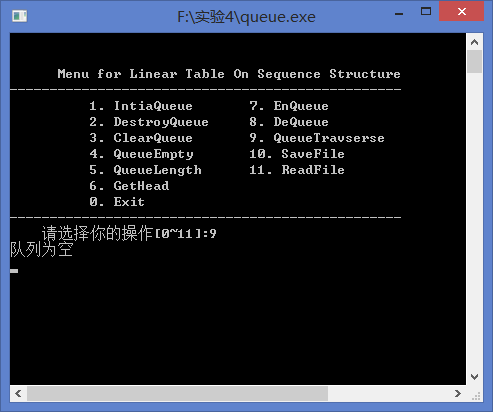 F:\实验4\queue.exe
Menu for Linear Table On Sequence Structure
-------------------------------------------------
1. IntiaQueue 7. EnQueue
2. DestroyQueue 8. DeQueue
3. ClearQueue 9. QueueTravserse
4. QueueEmpty 10. SaveFile
5. QueueLength 11. ReadFile
6. GetHead
0. Exit
-------------------------------------------------
请选择你的操作[0~11]:9
队列为空